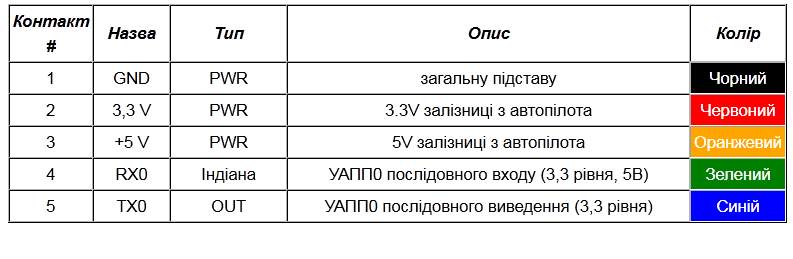 Контакт # Назва Тип Опис Колір
1 GND PWR загальну підставу Чорний
2 3,3 V PWR 3.3V залізниці з автопілота Червоний
3 +5 V PWR 5V залізниці з автопілота Оранжевий
4 RX0 Індіана УАПП0 послідовного входу (3,3 рівня, 5В) Зелений
5 TX0 OUT УАПП0 послідовного виведення (3,3 рівня) Синій